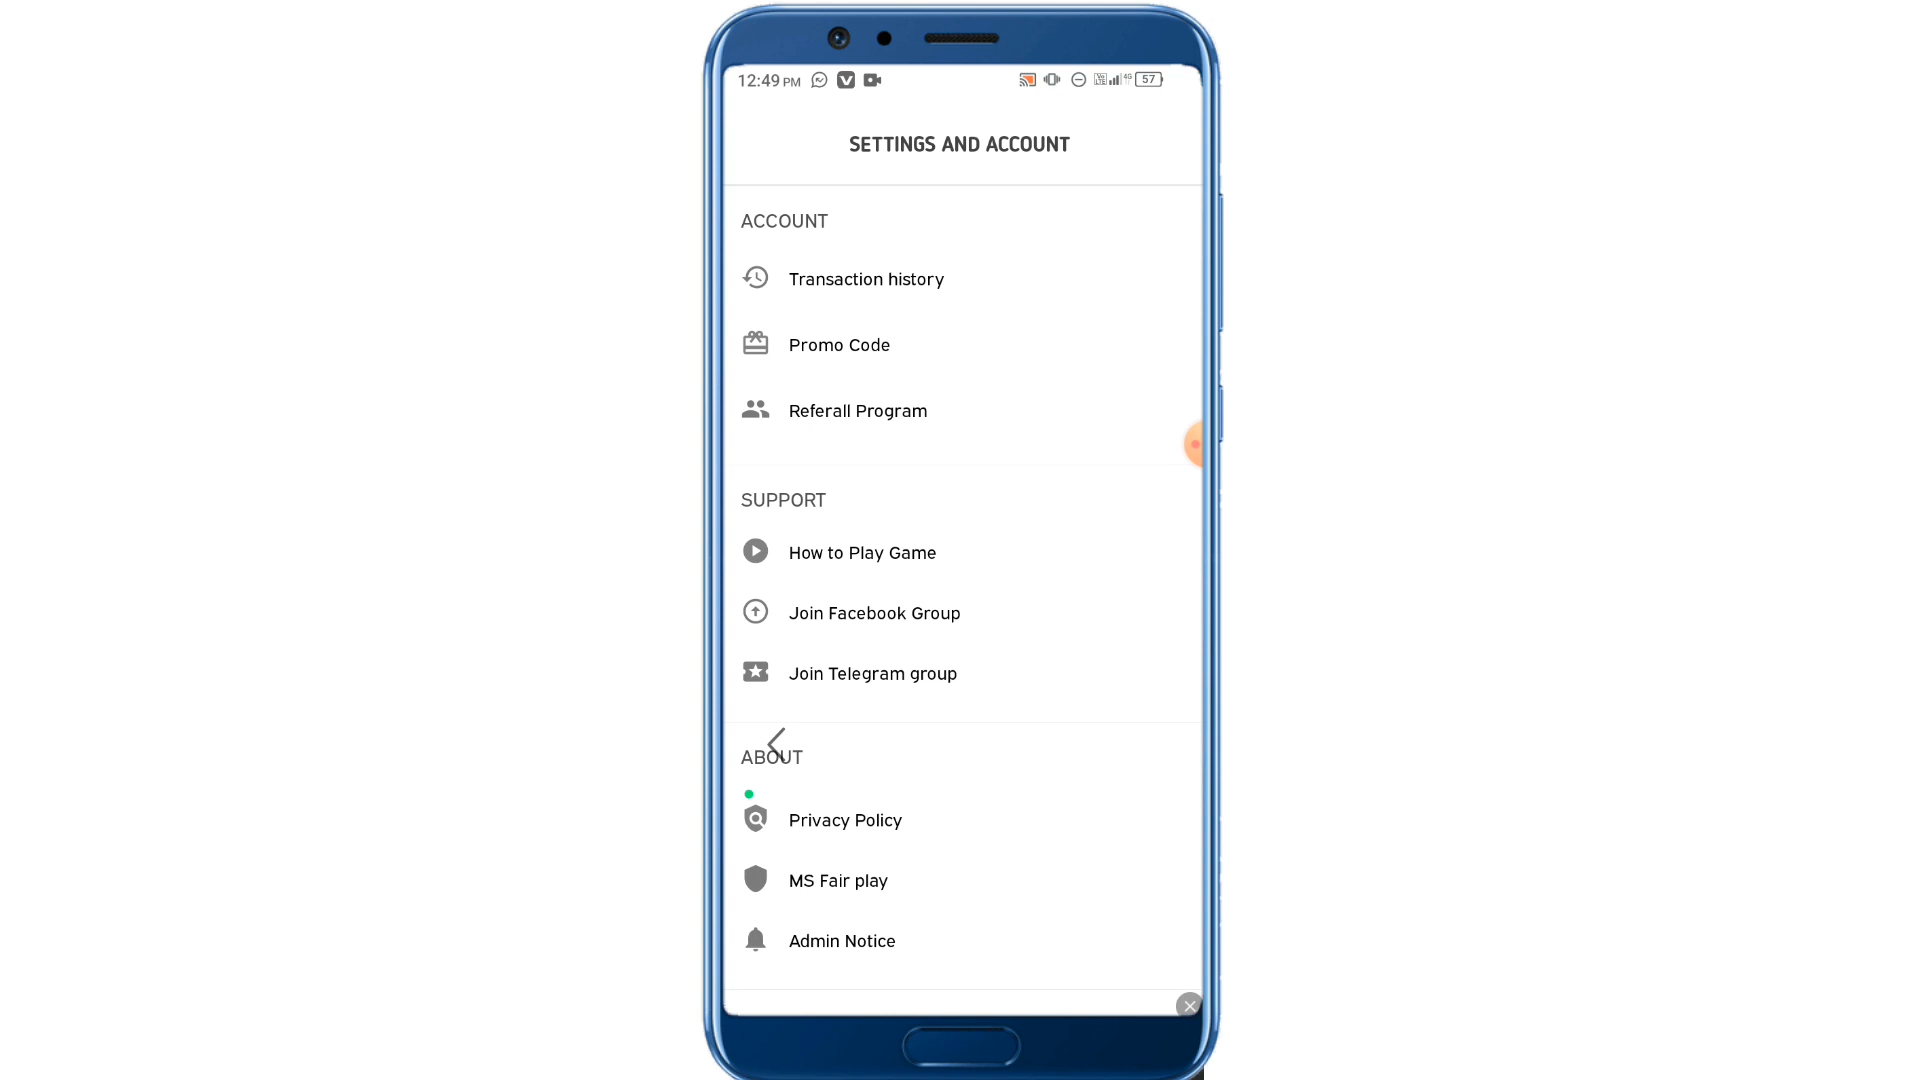 12:49 PM 4G 57
SETTINGS AND ACCOUNT
ACCOUNT
Transaction history
Promo Code
Referall Program
SUPPORT
How to Play Game
Join Facebook Group
Join Telegram group
ABOUT
Privacy Policy
MS Fair play
Admin Notice